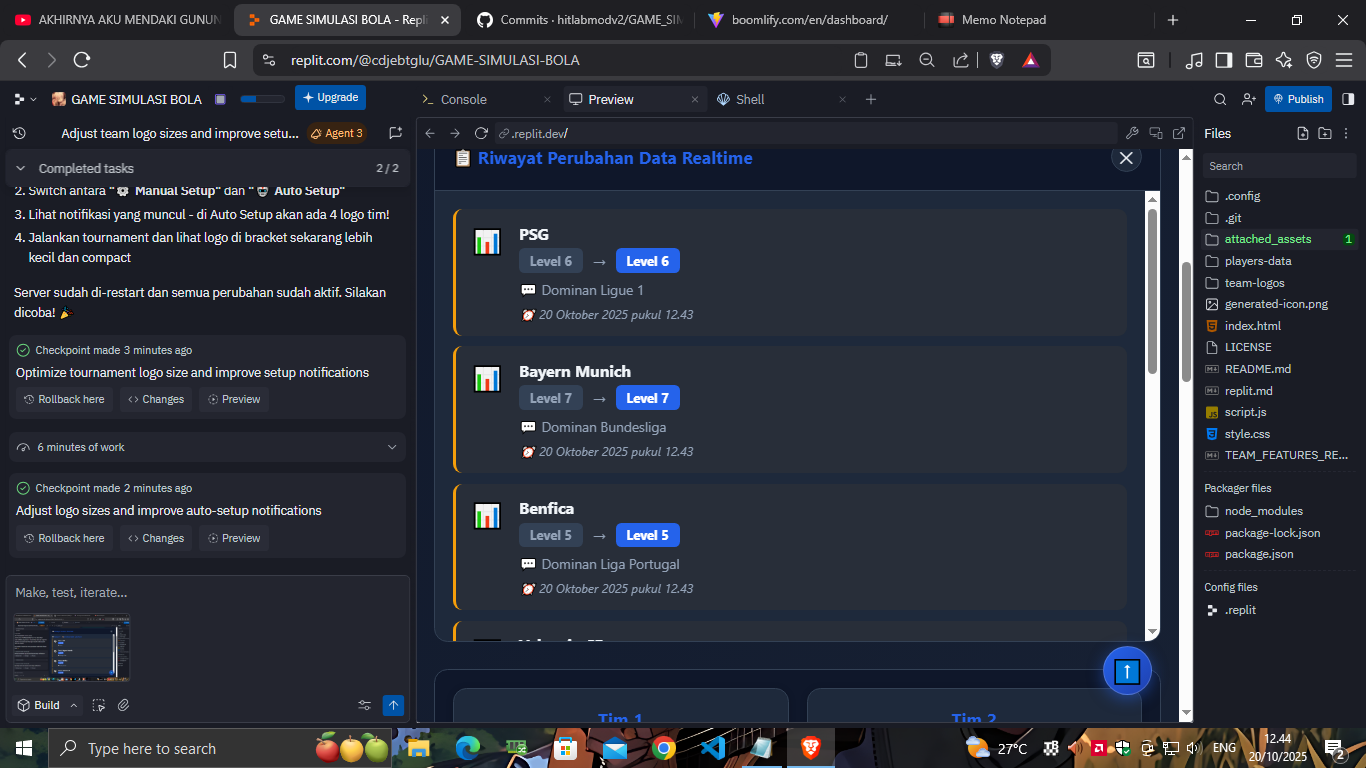 AKHIRNYA AKU MENDAKI GUNUN
GAME SIMULASI BOLA - Repli
Commits · hitlabmodv2/GAME_SIM
boomlify.com/en/dashboard/
Memo Notepad
replit.com/@cdjebtglu/GAME-SIMULASI-BOLA
GAME SIMULASI BOLA
Upgrade
Console
Preview
Shell
Publish
Adjust team logo sizes and improve setu...
Agent 3
.replit.dev/
Files
Completed tasks
2 / 2
2. Switch antara "⚙ Manual Setup" dan "🤖 Auto Setup"
3. Lihat notifikasi yang muncul - di Auto Setup akan ada 4 logo tim!
4. Jalankan tournament dan lihat logo di bracket sekarang lebih
kecil dan compact
Server sudah di-restart dan semua perubahan sudah aktif. Silakan
dicoba! 🎉
Checkpoint made 3 minutes ago
Optimize tournament logo size and improve setup notifications
Rollback here
Changes
Preview
6 minutes of work
Checkpoint made 2 minutes ago
Adjust logo sizes and improve auto-setup notifications
Rollback here
Changes
Preview
Make, test, iterate...
Build
📋 Riwayat Perubahan Data Realtime
PSG
Level 6 → Level 6
💬 Dominan Ligue 1
⏰ 20 Oktober 2025 pukul 12.43
Bayern Munich
Level 7 → Level 7
💬 Dominan Bundesliga
⏰ 20 Oktober 2025 pukul 12.43
Benfica
Level 5 → Level 5
💬 Dominan Liga Portugal
⏰ 20 Oktober 2025 pukul 12.43
Tim 1
Tim 2
Search
.config
.git
attached_assets
1
players-data
team-logos
generated-icon.png
index.html
LICENSE
README.md
replit.md
script.js
style.css
TEAM_FEATURES_RE...
Packager files
node_modules
package-lock.json
package.json
Config files
.replit
Type here to search
27°C
ENG
12.44
20/10/2025
2